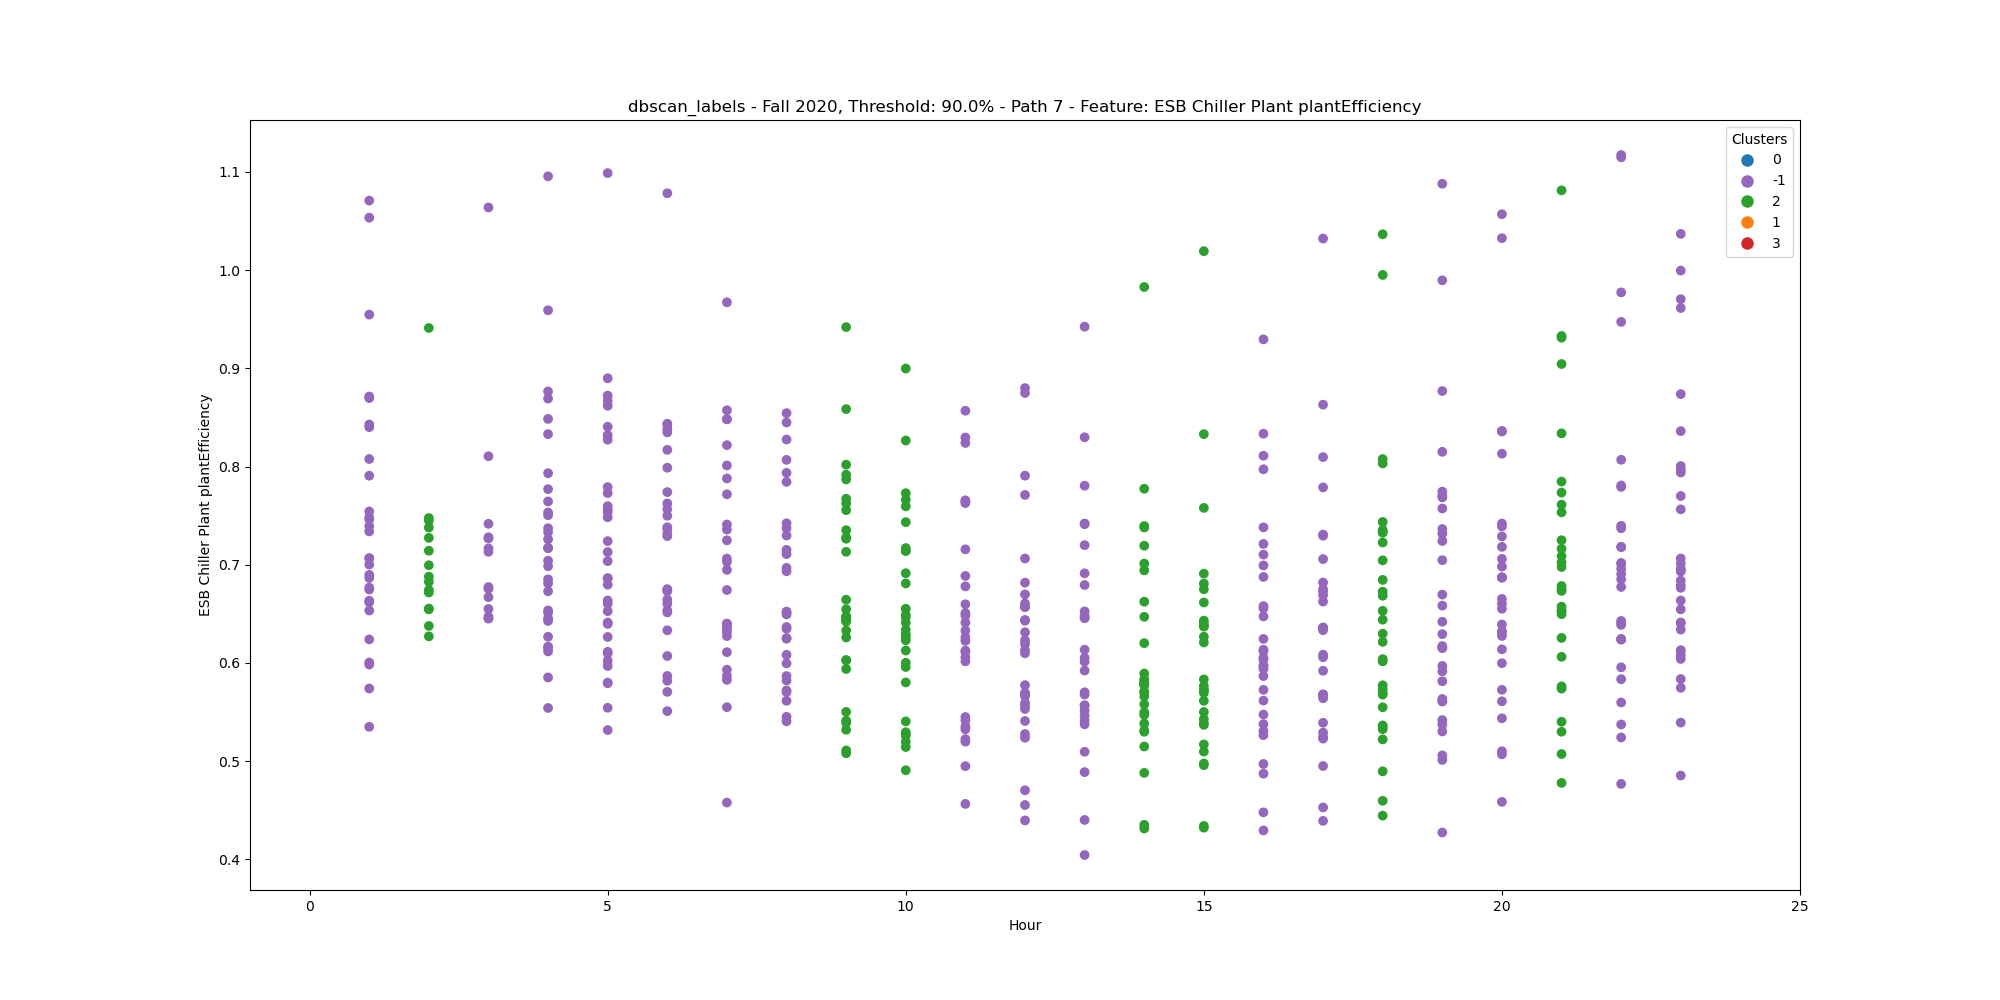 dbscan_labels - Fall 2020, Threshold: 90.0% - Path 7 - Feature: ESB Chiller Plant plantEfficiency
Clusters
0
-1
2
1
3
1.1
1.0
0.9
0.8
0.7
0.6
0.5
0.4
ESB Chiller Plant plantEfficiency
0 5 10 15 20 25
Hour